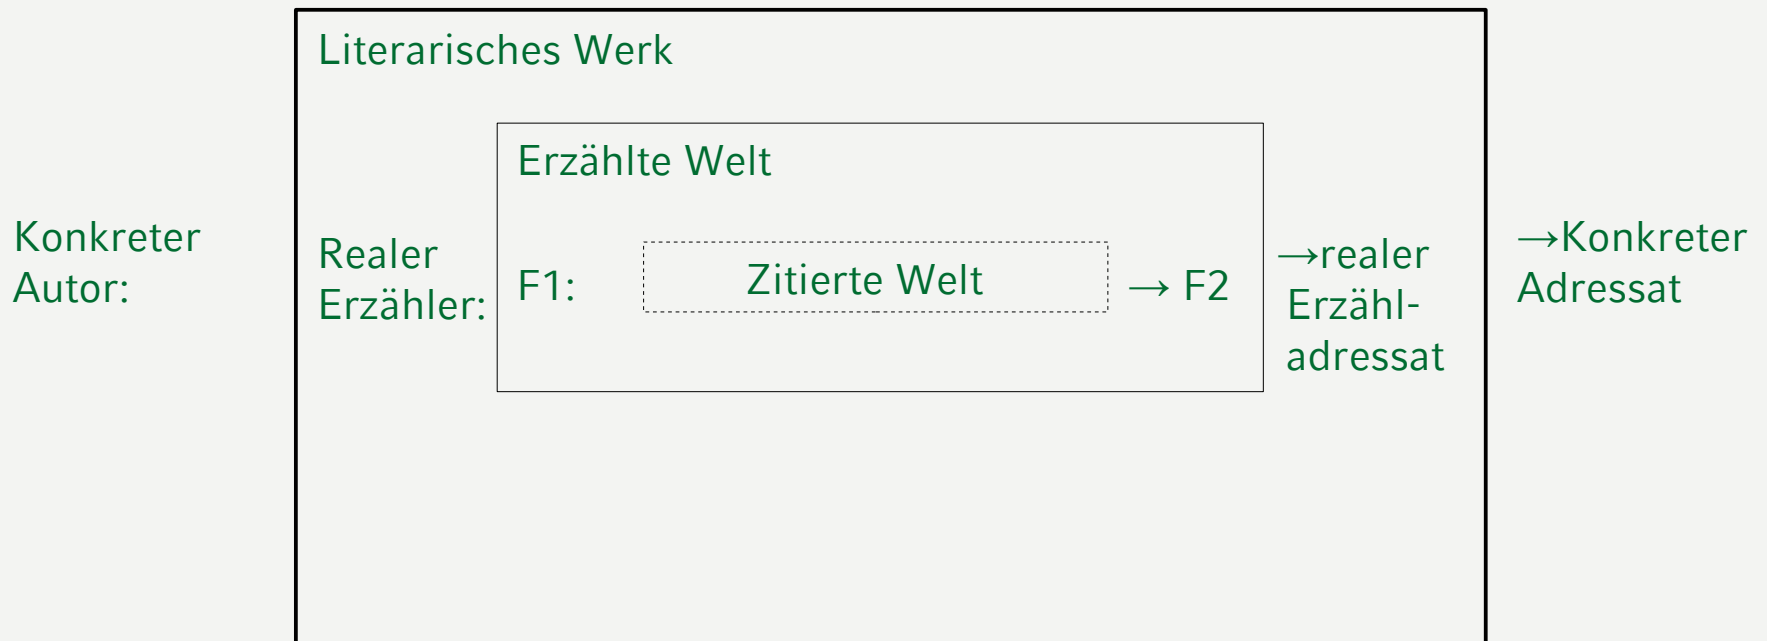 Literarisches Werk
Erzählte Welt
Konkreter
Autor:
Realer
Erzähler:
F1:
Zitierte Welt
→ F2
→realer
Erzähl-
adressat
→Konkreter
Adressat